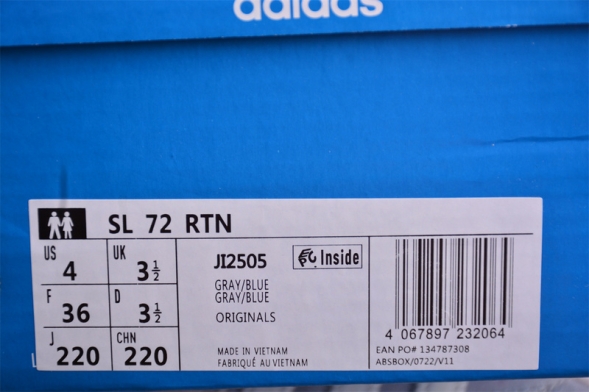 adidas
SL 72 RTN
US 4 UK 3½
F 36 D 3½
J 220 CHN 220
JI2505
Inside
GRAY/BLUE
GRAY/BLUE
ORIGINALS
MADE IN VIETNAM
FABRIQUÉ AU VIETNAM
4 067897 232064
EAN PO# 134787308
ABSBOX/0722/V11